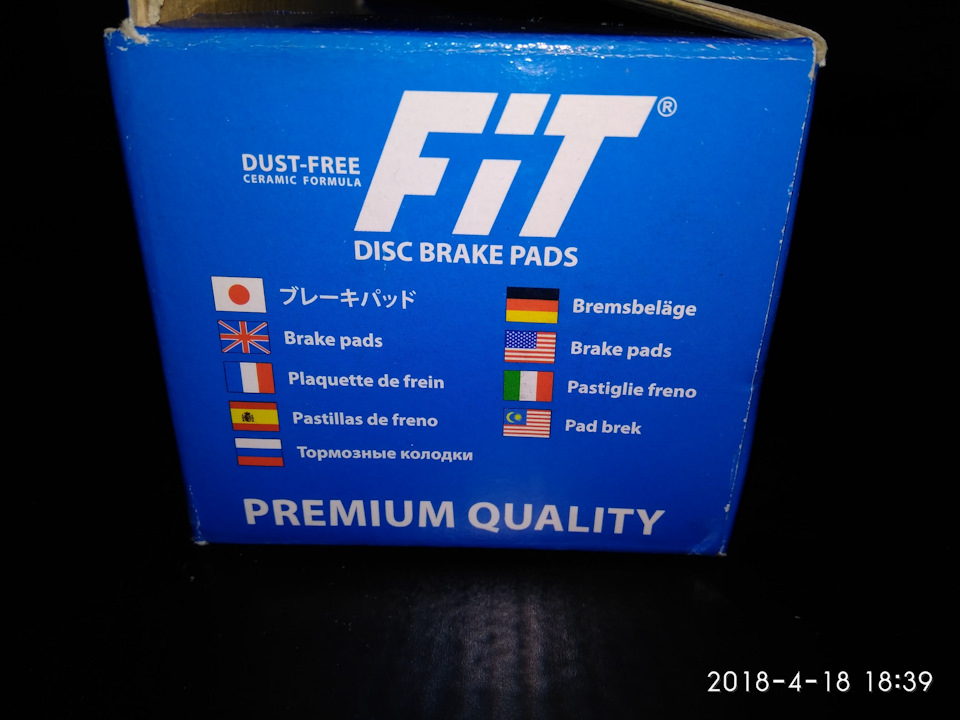 FiT®
DUST-FREE
CERAMIC FORMULA
DISC BRAKE PADS
ブレーキパッド
Brake pads
Plaquette de frein
Pastillas de freno
Тормозные колодки
Bremsbeläge
Brake pads
Pastiglie freno
Pad brek
PREMIUM QUALITY
2018-4-18 18:39